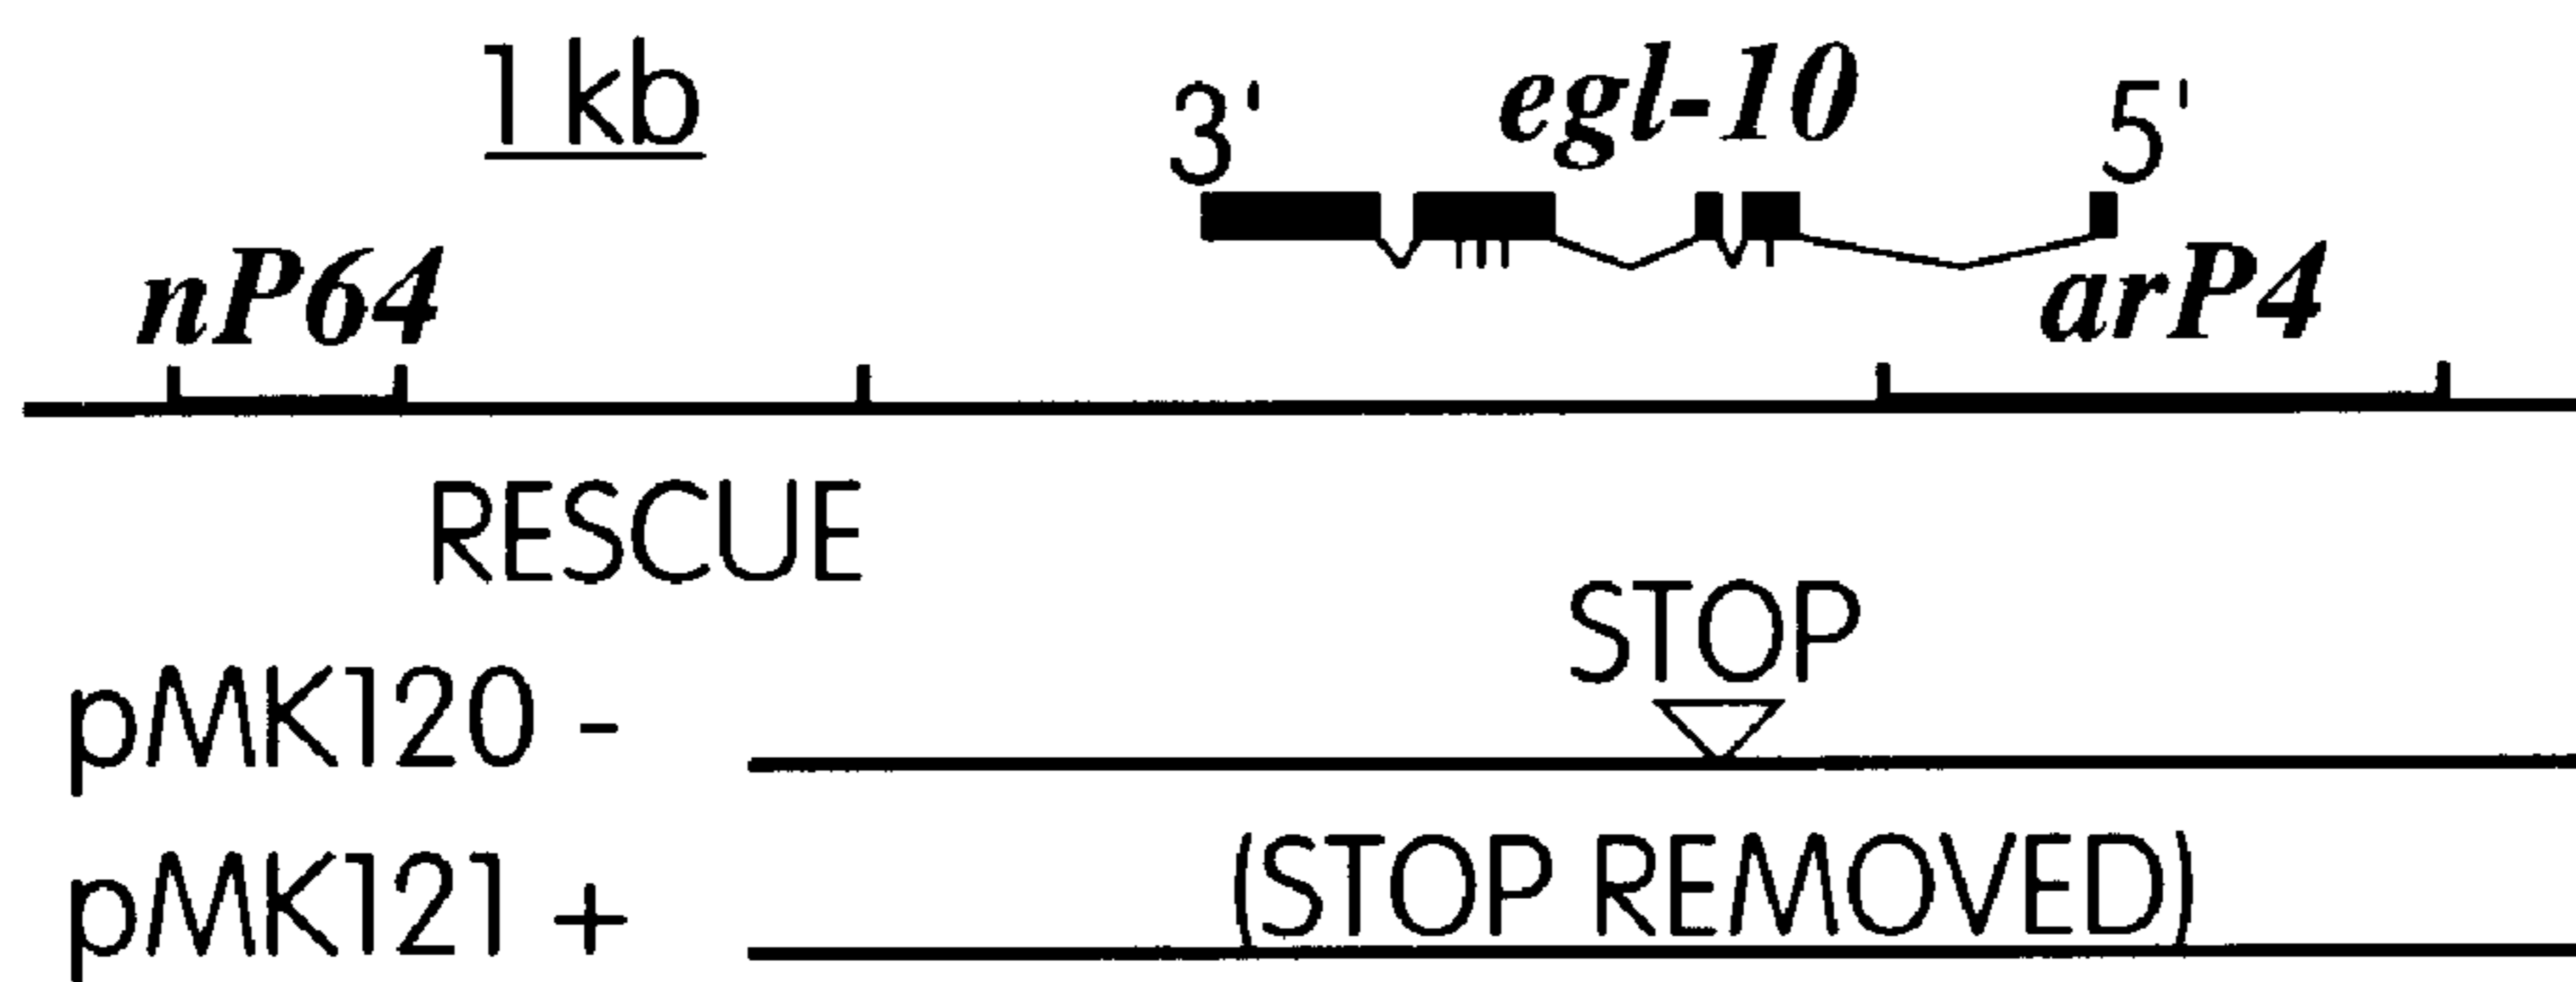 1 kb
3' egl-10 5'
nP64 arP4
RESCUE
STOP
pMK120 -
pMK121 + (STOP REMOVED)